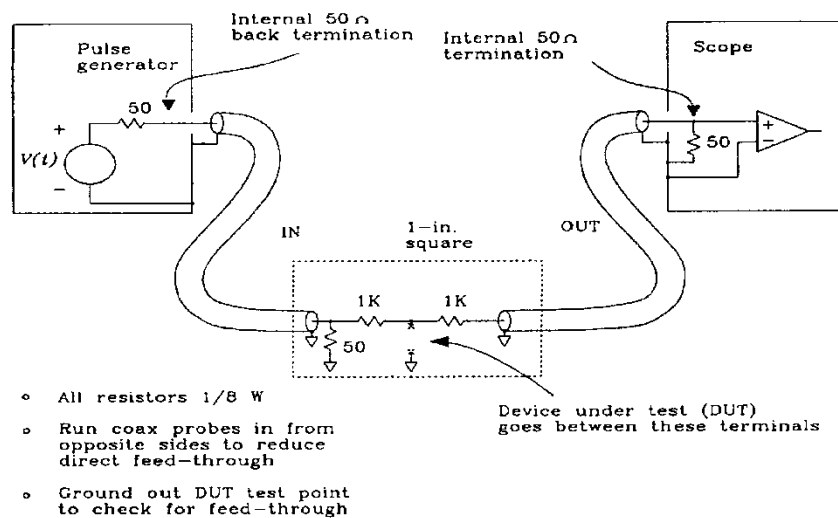 Internal 50Ω
back termination
Internal 50Ω
termination
Pulse
generator
Scope
50
+
V(t)
−
+
−
50
IN
1-in.
square
OUT
1K
1K
50
All resistors 1/8 W
Run coax probes in from
opposite sides to reduce
direct feed-through
Ground out DUT test point
to check for feed-through
Device under test (DUT)
goes between these terminals